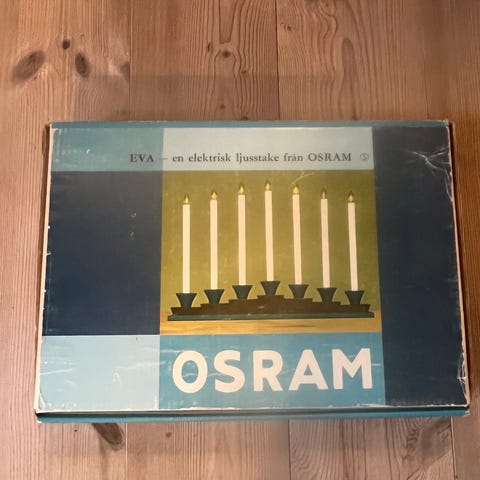 EVA — en elektrisk ljusstake från OSRAM Ⓢ
OSRAM